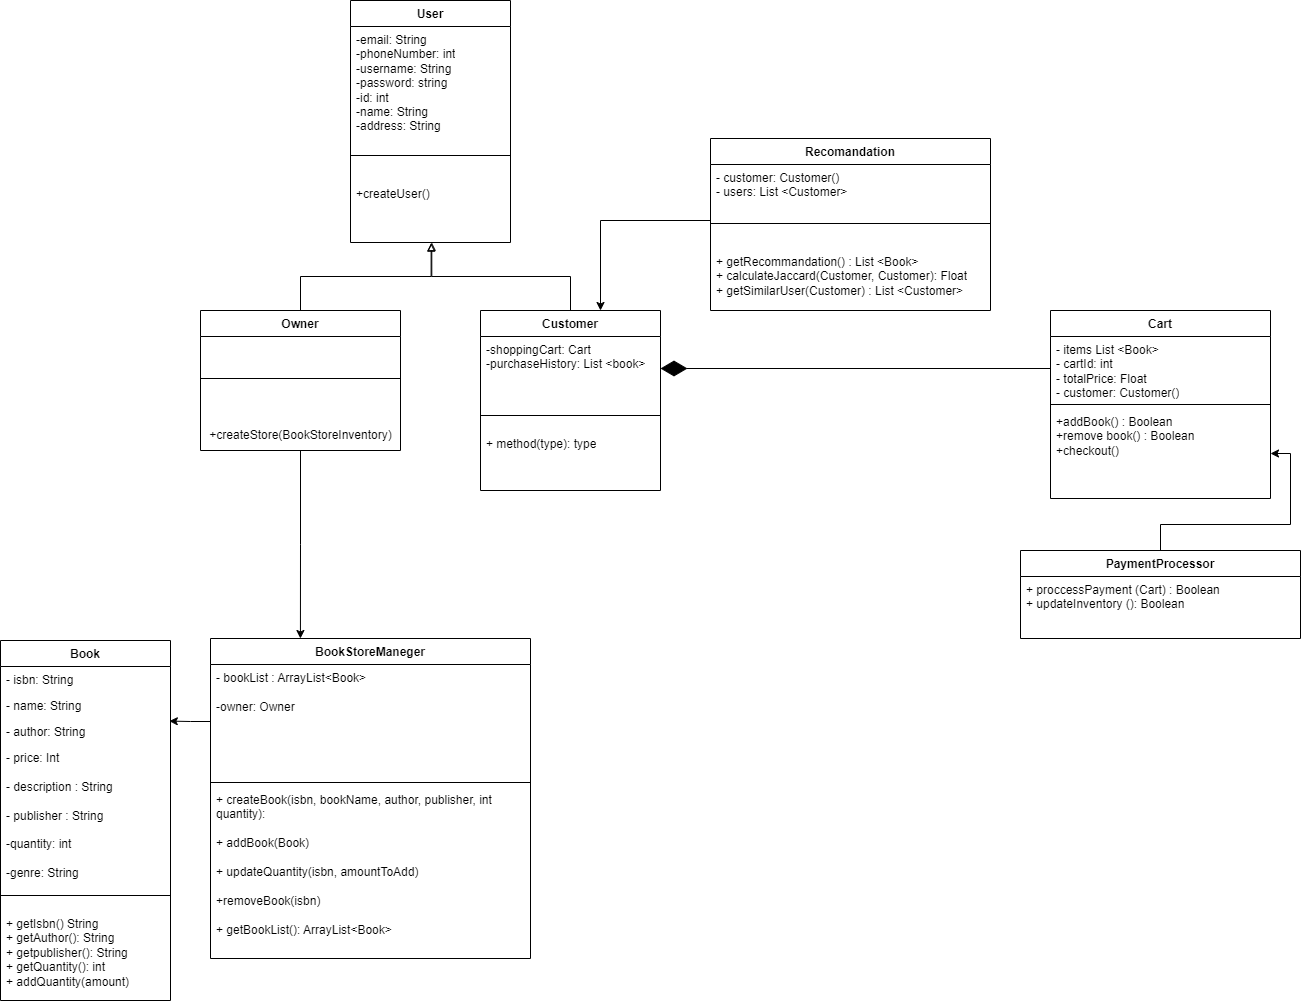 User
-email: String
-phoneNumber: int
-username: String
-password: string
-id: int
-name: String
-address: String
+createUser()
Recomandation
- customer: Customer()
- users: List <Customer>
+ getRecommandation() : List <Book>
+ calculateJaccard(Customer, Customer): Float
+ getSimilarUser(Customer) : List <Customer>
Owner
+createStore(BookStoreInventory)
Customer
-shoppingCart: Cart
-purchaseHistory: List <book>
+ method(type): type
Cart
- items List <Book>
- cartId: int
- totalPrice: Float
- customer: Customer()
+addBook() : Boolean
+remove book() : Boolean
+checkout()
PaymentProcessor
+ proccessPayment (Cart) : Boolean
+ updateInventory (): Boolean
Book
- isbn: String
- name: String
- author: String
- price: Int
- description : String
- publisher : String
-quantity: int
-genre: String
+ getIsbn() String
+ getAuthor(): String
+ getpublisher(): String
+ getQuantity(): int
+ addQuantity(amount)
BookStoreManeger
- bookList : ArrayList<Book>
-owner: Owner
+ createBook(isbn, bookName, author, publisher, int
quantity):
+ addBook(Book)
+ updateQuantity(isbn, amountToAdd)
+removeBook(isbn)
+ getBookList(): ArrayList<Book>